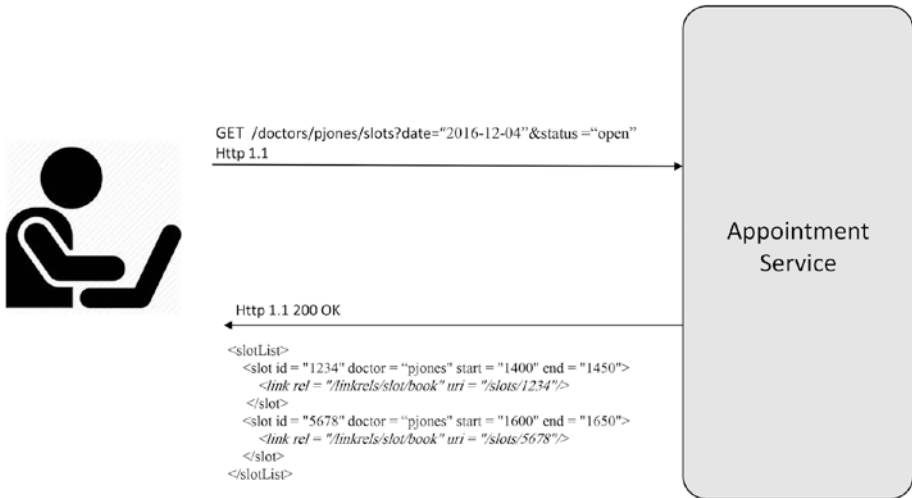 GET /doctors/pjones/slots?date=“2016-12-04”&status =“open”
Http 1.1
Appointment
Service
Http 1.1 200 OK
<slotList>
<slot id = "1234" doctor = “pjones" start = "1400" end = "1450">
<link rel = "/linkrels/slot/book" uri = "/slots/1234"/>
</slot>
<slot id = "5678" doctor = “pjones" start = "1600" end = "1650">
<link rel = "/linkrels/slot/book" uri = "/slots/5678"/>
</slot>
</slotList>